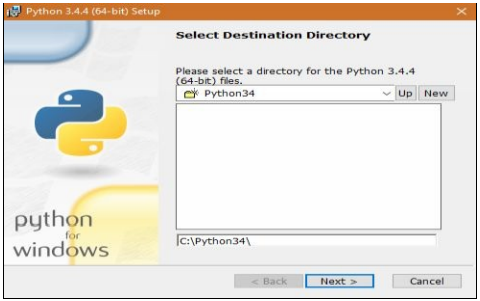 Python 3.4.4 (64-bit) Setup
Select Destination Directory
Please select a directory for the Python 3.4.4
(64-bit) files.
Python34
Up
New
python
for
windows
C:\Python34\
< Back
Next >
Cancel